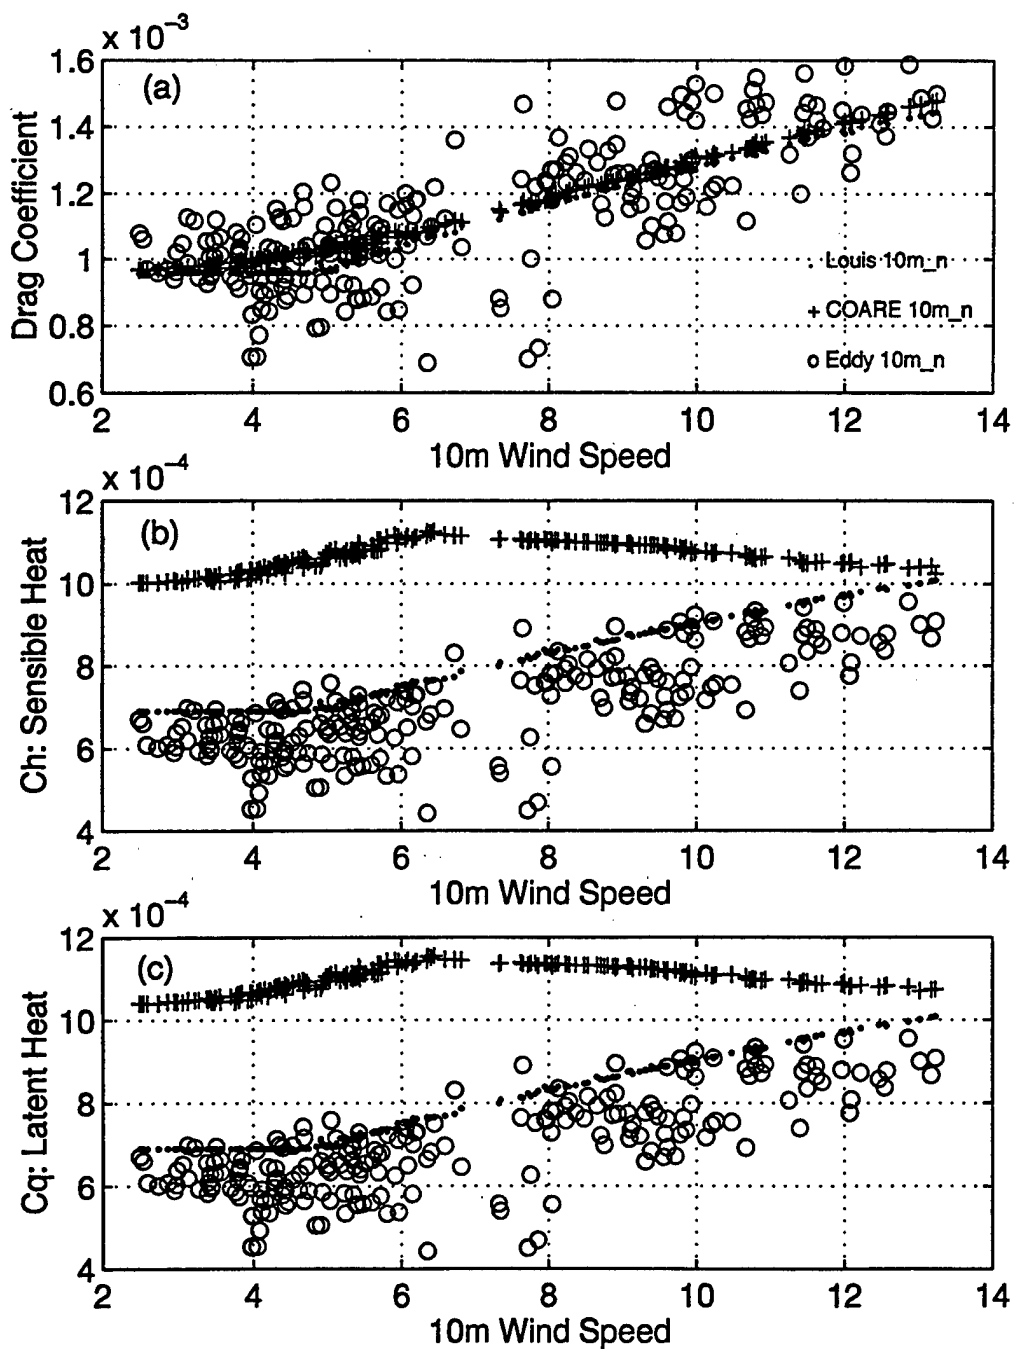 x 10⁻³
1.6
(a)
1.4
1.2
1
0.8
0.6
Drag Coefficient
. Louis 10m_n
+ COARE 10m_n
o Eddy 10m_n
2 4 6 8 10 12 14
10m Wind Speed
x 10⁻⁴
12
(b)
10
8
6
4
Ch: Sensible Heat
2 4 6 8 10 12 14
10m Wind Speed
x 10⁻⁴
12
(c)
10
8
6
4
Cq: Latent Heat
2 4 6 8 10 12 14
10m Wind Speed